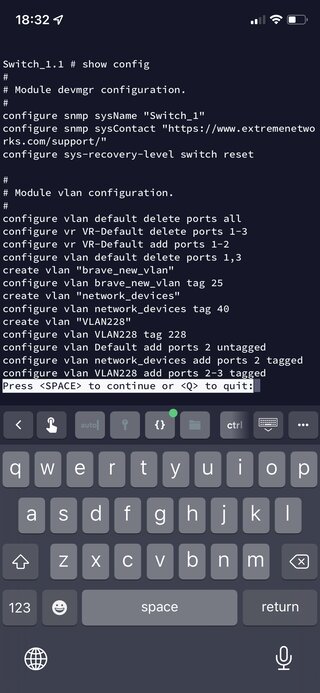 18:32
Switch_1.1 # show config
#
# Module devmgr configuration.
#
configure snmp sysName "Switch_1"
configure snmp sysContact "https://www.extremenetwo
rks.com/support/"
configure sys-recovery-level switch reset
#
# Module vlan configuration.
#
configure vlan default delete ports all
configure vr VR-Default delete ports 1-3
configure vr VR-Default add ports 1-2
configure vlan default delete ports 1,3
create vlan "brave_new_vlan"
configure vlan brave_new_vlan tag 25
create vlan "network_devices"
configure vlan network_devices tag 40
create vlan "VLAN228"
configure vlan VLAN228 tag 228
configure vlan Default add ports 2 untagged
configure vlan network_devices add ports 2 tagged
configure vlan VLAN228 add ports 2-3 tagged
Press <SPACE> to continue or <Q> to quit:
auto {} ctrl ...
q w e r t y u i o p
a s d f g h j k l
z x c v b n m
123 space return